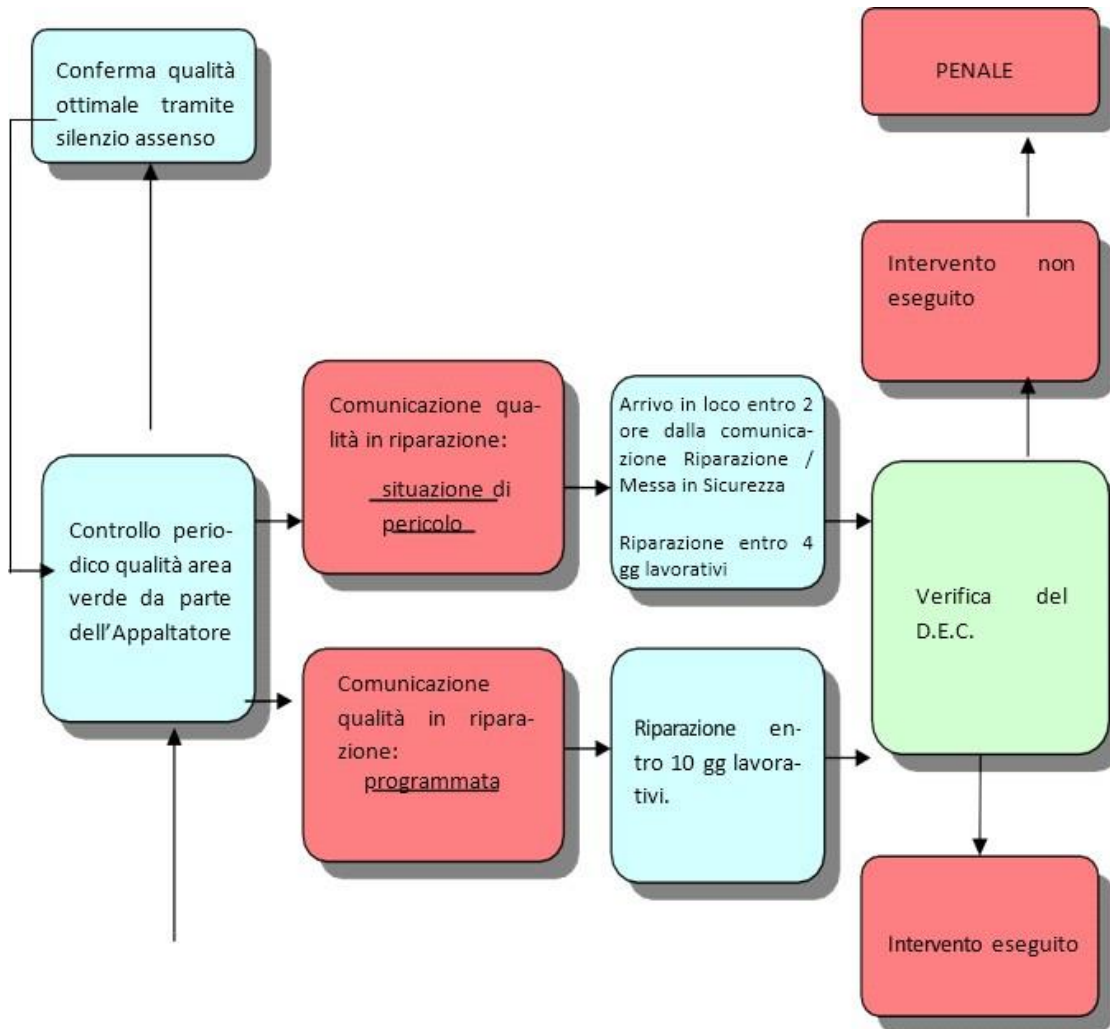 Conferma qualità
ottimale tramite
silenzio assenso
PENALE
Intervento non
eseguito
Comunicazione qua-
lità in riparazione:
situazione di
pericolo
Arrivo in loco entro 2
ore dalla comunica-
zione Riparazione /
Messa in Sicurezza
Riparazione entro 4
gg lavorativi
Controllo perio-
dico qualità area
verde da parte
dell’Appaltatore
Verifica del
D.E.C.
Comunicazione
qualità in ripara-
zione:
programmata
Riparazione en-
tro 10 gg lavora-
tivi.
Intervento eseguito